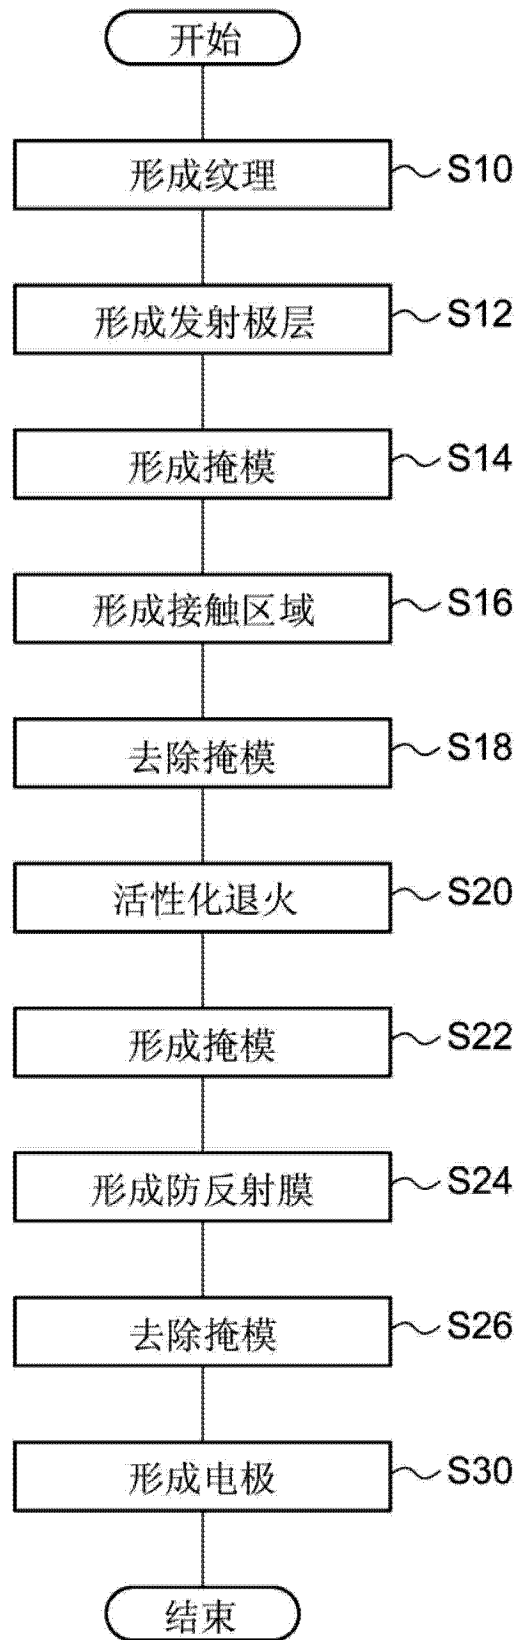 开始
形成纹理 S10
形成发射极层 S12
形成掩模 S14
形成接触区域 S16
去除掩模 S18
活性化退火 S20
形成掩模 S22
形成防反射膜 S24
去除掩模 S26
形成电极 S30
结束